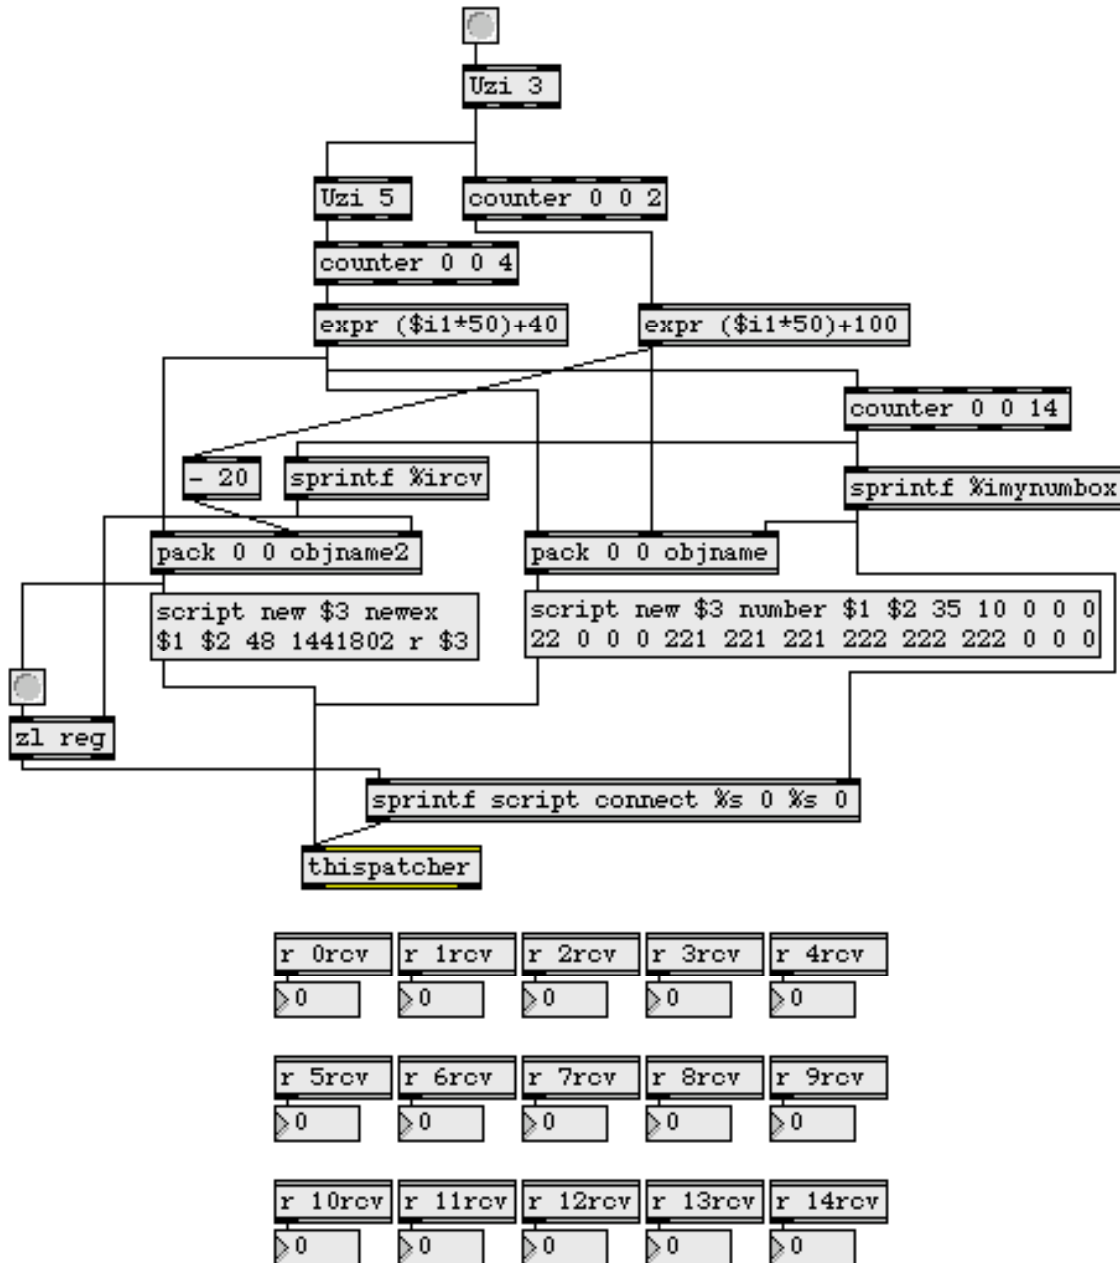 Uzi 3
Uzi 5
counter 0 0 2
counter 0 0 4
expr ($i1*50)+40
expr ($i1*50)+100
counter 0 0 14
- 20
sprintf %ircv
sprintf %imynumbox
pack 0 0 objname2
pack 0 0 objname
script new $3 newex
$1 $2 48 1441802 r $3
script new $3 number $1 $2 35 10 0 0 0
22 0 0 0 221 221 221 222 222 222 0 0 0
zl reg
sprintf script connect %s 0 %s 0
thispatcher
r 0rcv r 1rcv r 2rcv r 3rcv r 4rcv
0 0 0 0 0
r 5rcv r 6rcv r 7rcv r 8rcv r 9rcv
0 0 0 0 0
r 10rcv r 11rcv r 12rcv r 13rcv r 14rcv
0 0 0 0 0